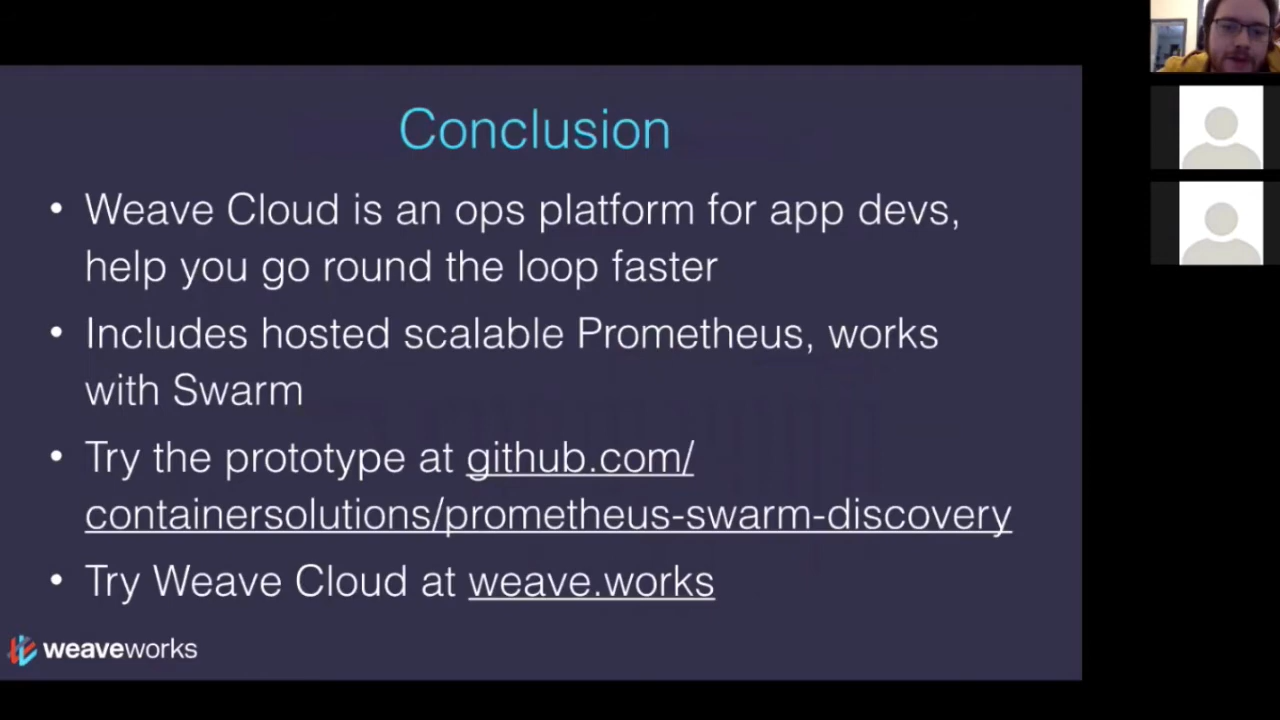 Conclusion
• Weave Cloud is an ops platform for app devs,
help you go round the loop faster
• Includes hosted scalable Prometheus, works
with Swarm
• Try the prototype at github.com/
containersolutions/prometheus-swarm-discovery
• Try Weave Cloud at weave.works
weaveworks